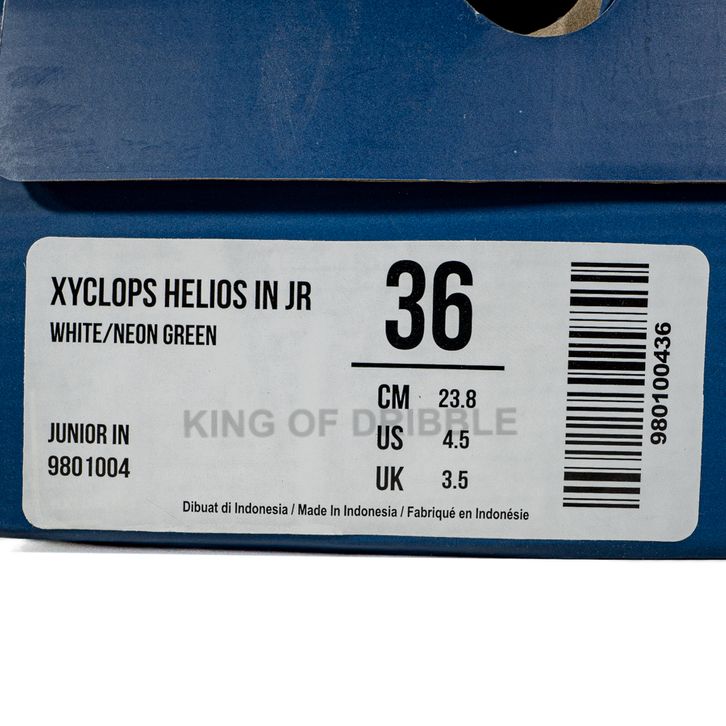 XYCLOPS HELIOS IN JR
WHITE/NEON GREEN
JUNIOR IN
9801004
36
CM 23.8
US 4.5
UK 3.5
KING OF DRIBBLE
Dibuat di Indonesia / Made In Indonesia / Fabriqué en Indonésie
980100436